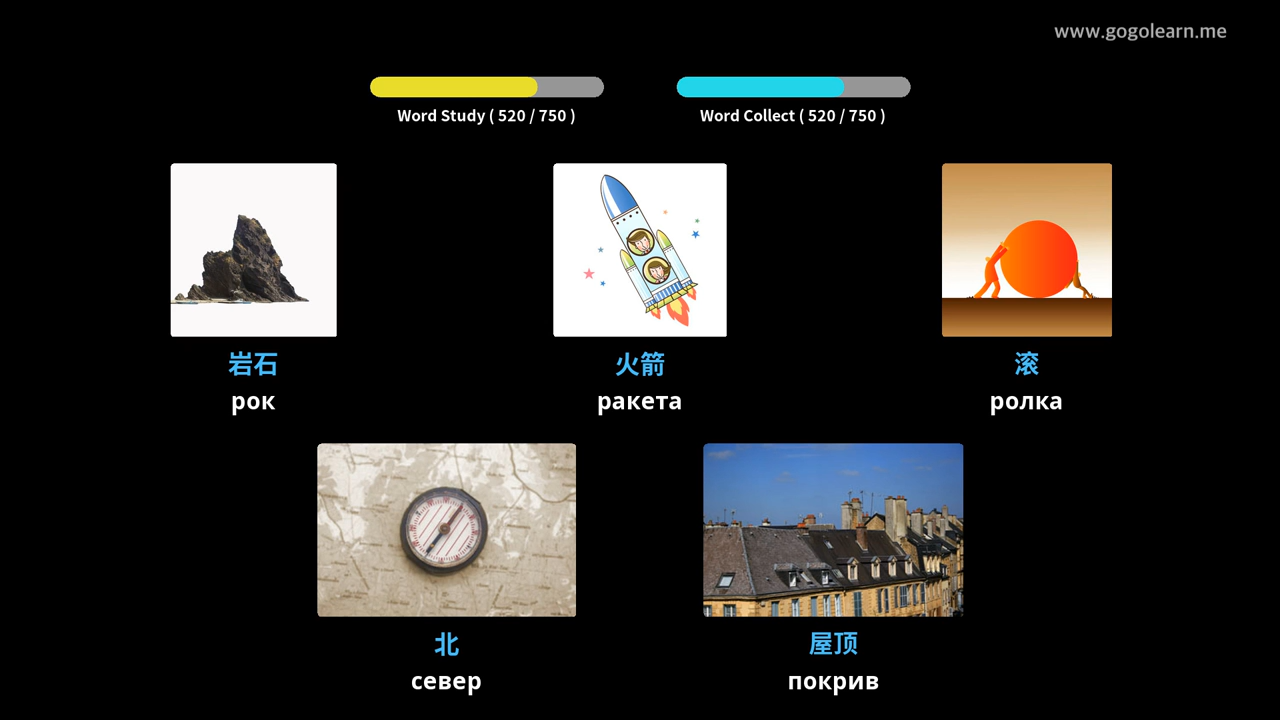 www.gogolearn.me
Word Study ( 520 / 750 )
Word Collect ( 520 / 750 )
岩石
рок
火箭
ракета
滚
ролка
北
север
屋顶
покрив